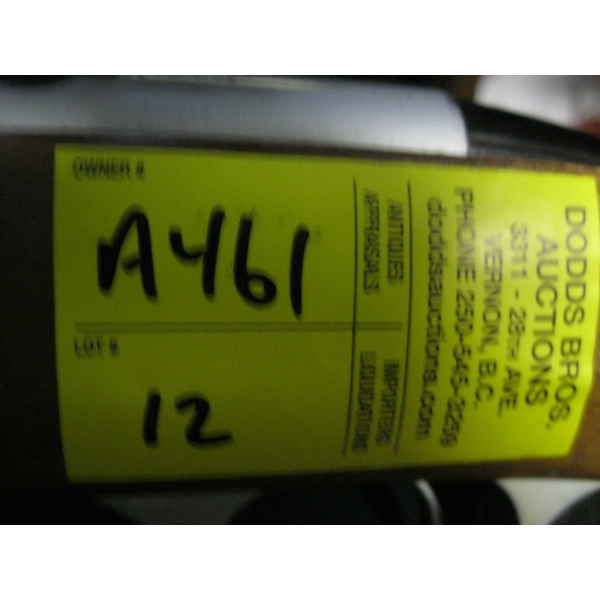 OWNER #
A461
LOT #
12
DODDS BROS.
AUCTIONS
3311 - 28TH AVE.
VERNON, B.C.
PHONE 250-545-3259
doddsauctions.com
ANTIQUES IMPORTERS
APPRAISALS LIQUIDATIONS